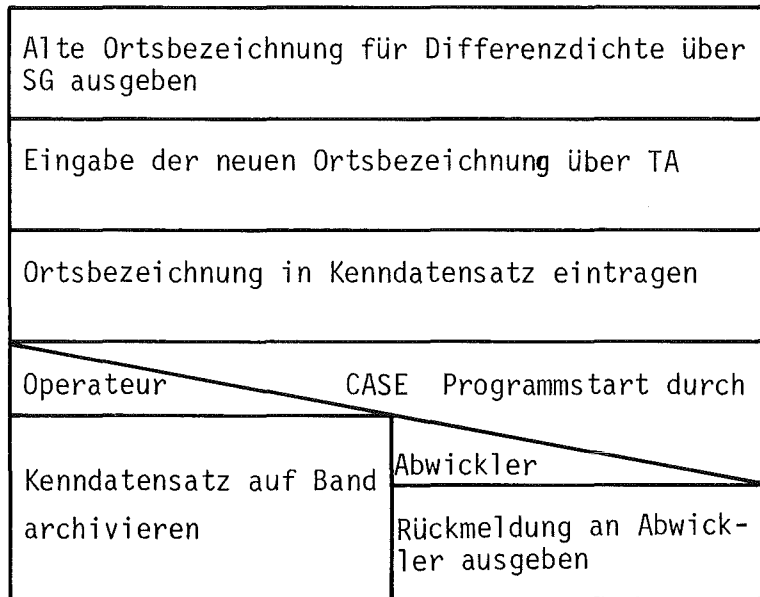 Alte Ortsbezeichnung für Differenzdichte über
SG ausgeben
Eingabe der neuen Ortsbezeichnung über TA
Ortsbezeichnung in Kenndatensatz eintragen
Operateur CASE Programmstart durch
Abwickler
Kenndatensatz auf Band
archivieren
Rückmeldung an Abwick-
ler ausgeben